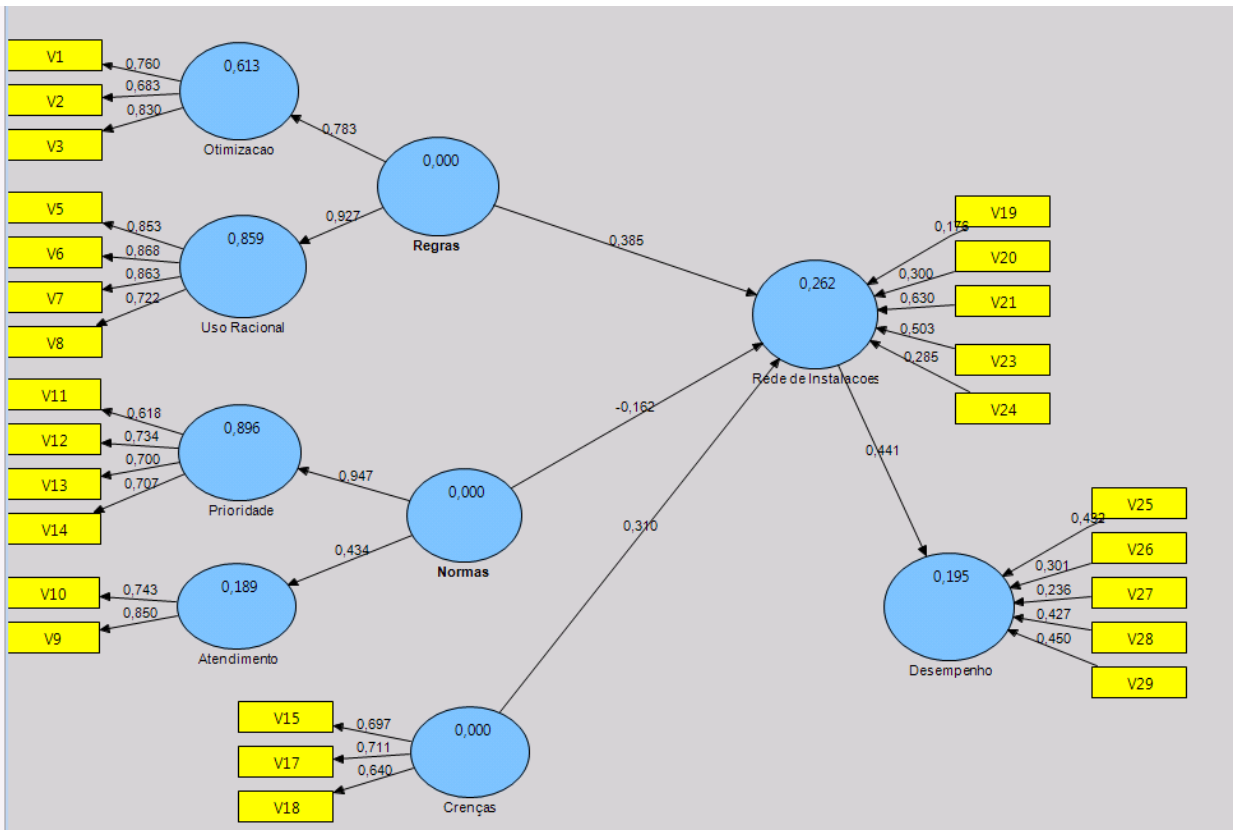 V1
0,760
V2
0,683
V3
0,830
0,613
Otimizacao
0,783
0,000
Regras
V5
0,853
V6
0,868
V7
0,863
V8
0,722
0,859
Uso Racional
0,927
0,385
V19
0,176
V20
0,300
V21
0,630
V23
0,503
V24
0,285
0,262
Rede de Instalacoes
V11
0,618
V12
0,734
V13
0,700
V14
0,707
0,896
Prioridade
0,947
0,000
Normas
-0,162
0,441
V10
0,743
V9
0,850
0,189
Atendimento
0,434
0,310
V25
0,432
V26
0,301
V27
0,236
V28
0,427
V29
0,450
0,195
Desempenho
V15
0,697
V17
0,711
V18
0,640
0,000
Crenças